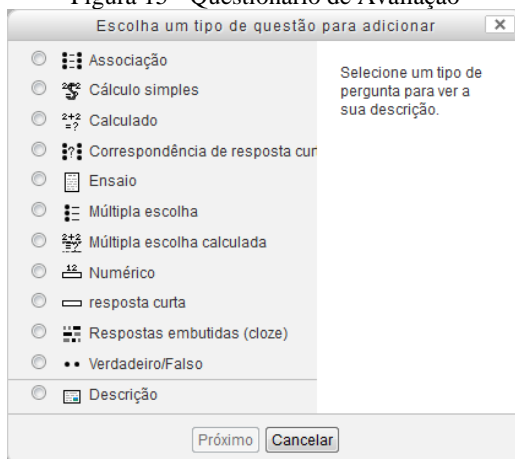 Figura 13 - Questionário de Avaliação
Escolha um tipo de questão para adicionar
Associação
Cálculo simples
Calculado
Correspondência de resposta cur
Ensaio
Múltipla escolha
Múltipla escolha calculada
Numérico
resposta curta
Respostas embutidas (cloze)
Verdadeiro/Falso
Descrição
Selecione um tipo de
pergunta para ver a
sua descrição.
Próximo Cancelar